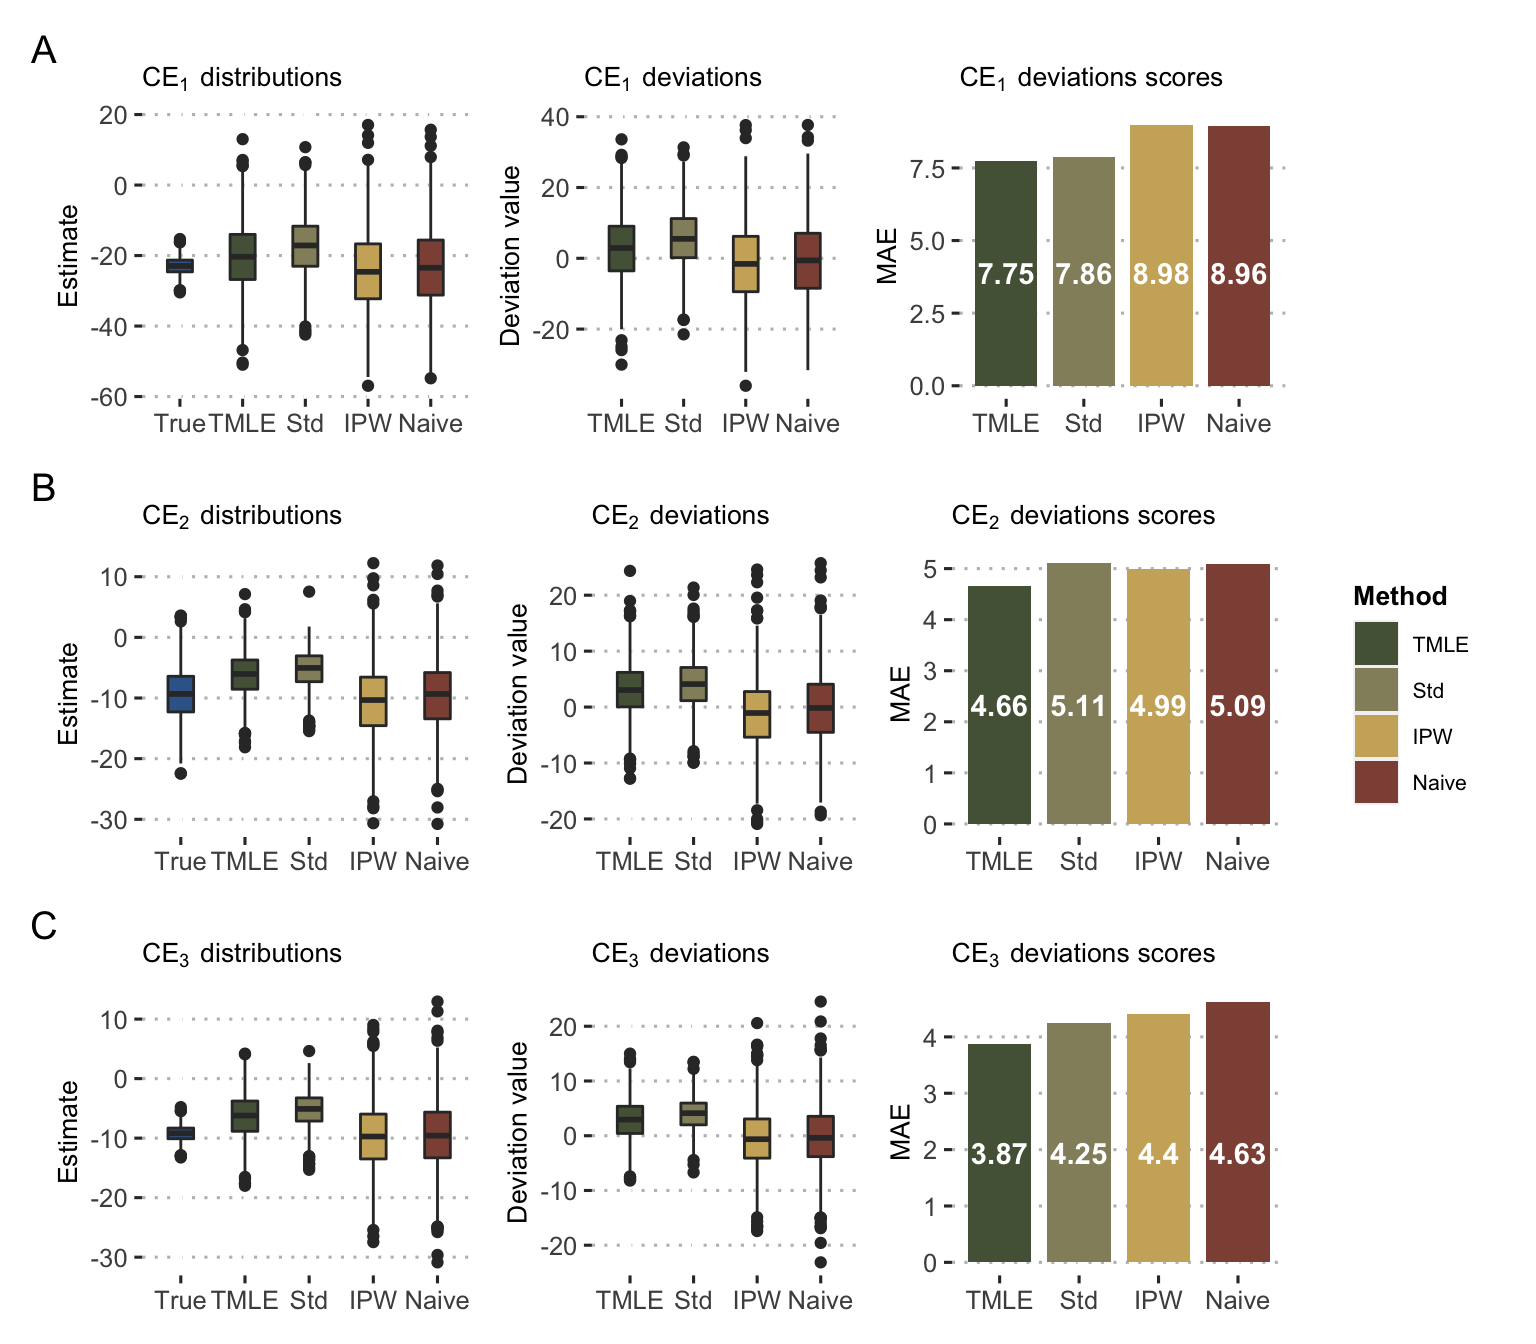 A
CE1 distributions
CE1 deviations
CE1 deviations scores
Estimate
20
0
-20
-40
-60
True TMLE Std IPW Naive
Deviation value
40
20
0
-20
TMLE Std IPW Naive
MAE
7.5
5.0
2.5
0.0
7.75 7.86 8.98 8.96
TMLE Std IPW Naive
B
CE2 distributions
CE2 deviations
CE2 deviations scores
Estimate
10
0
-10
-20
-30
True TMLE Std IPW Naive
Deviation value
20
10
0
-10
-20
TMLE Std IPW Naive
MAE
5
4
3
2
1
0
4.66 5.11 4.99 5.09
TMLE Std IPW Naive
Method
TMLE
Std
IPW
Naive
C
CE3 distributions
CE3 deviations
CE3 deviations scores
Estimate
10
0
-10
-20
-30
True TMLE Std IPW Naive
Deviation value
20
10
0
-10
-20
TMLE Std IPW Naive
MAE
4
3
2
1
0
3.87 4.25 4.4 4.63
TMLE Std IPW Naive